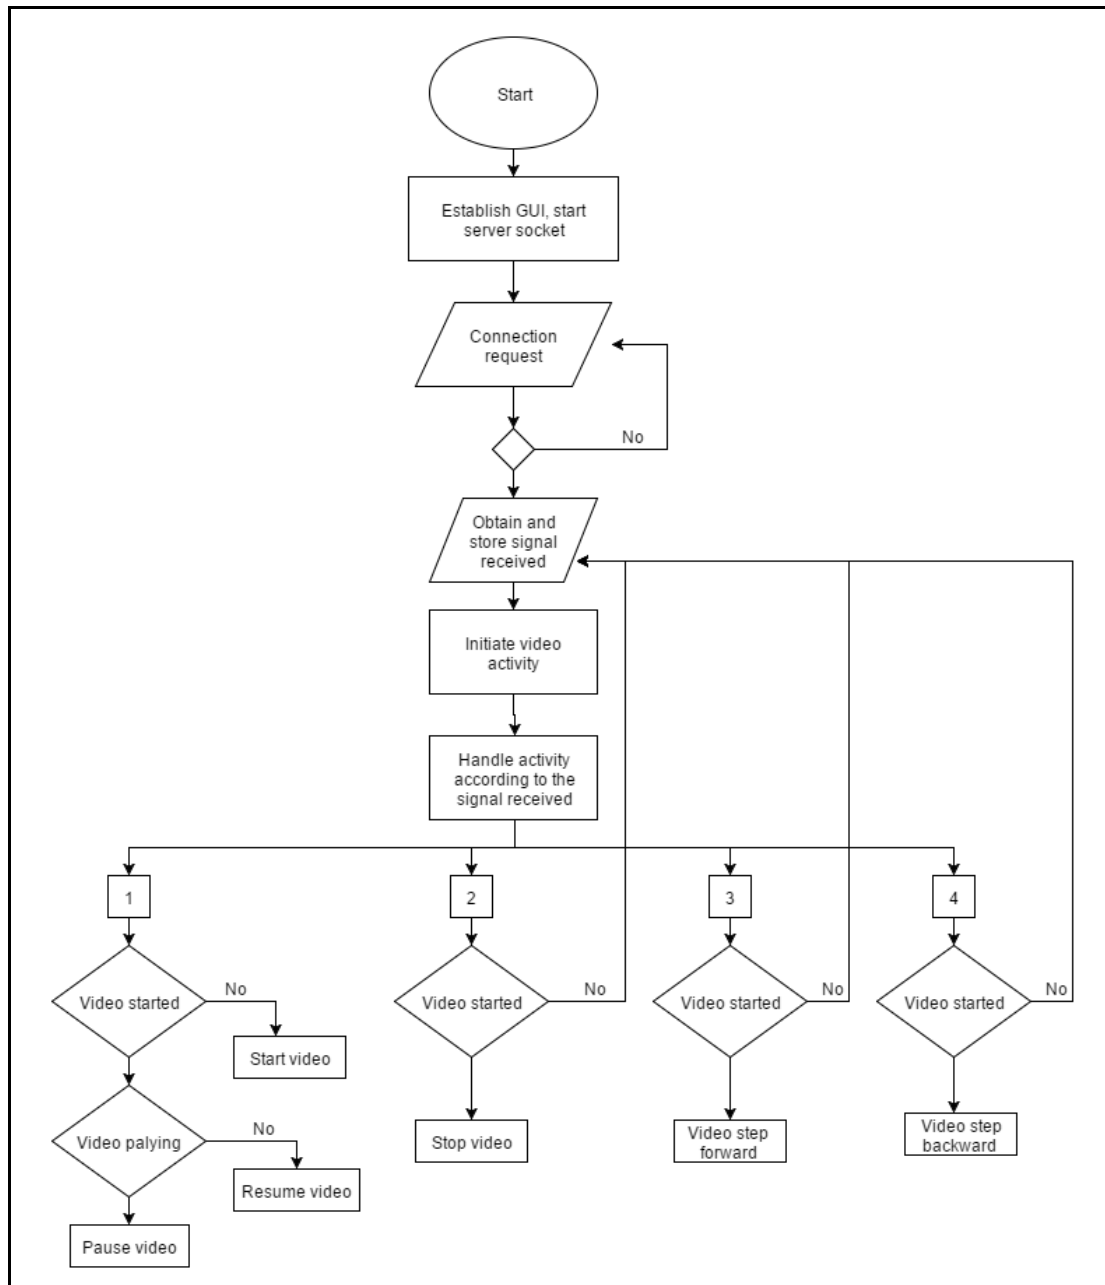 Start
Establish GUI, start
server socket
Connection
request
No
Obtain and
store signal
received
Initiate video
activity
Handle activity
according to the
signal received
1
2
3
4
Video started
No
Video started
No
Video started
No
Video started
No
Start video
Video palying
No
Stop video
Video step
forward
Video step
backward
Resume video
Pause video